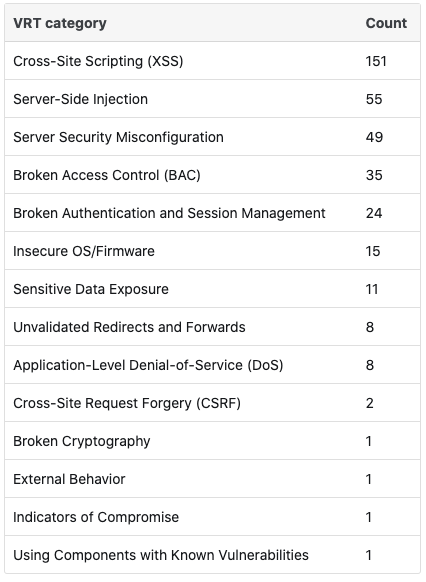 VRT category Count
Cross-Site Scripting (XSS) 151
Server-Side Injection 55
Server Security Misconfiguration 49
Broken Access Control (BAC) 35
Broken Authentication and Session Management 24
Insecure OS/Firmware 15
Sensitive Data Exposure 11
Unvalidated Redirects and Forwards 8
Application-Level Denial-of-Service (DoS) 8
Cross-Site Request Forgery (CSRF) 2
Broken Cryptography 1
External Behavior 1
Indicators of Compromise 1
Using Components with Known Vulnerabilities 1